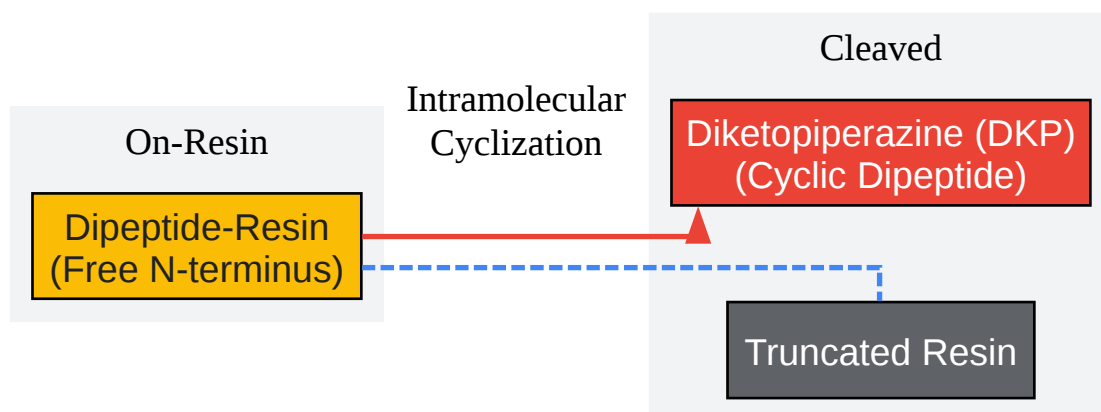 On-Resin
Dipeptide-Resin
(Free N-terminus)
Intramolecular
Cyclization
Cleaved
Diketopiperazine (DKP)
(Cyclic Dipeptide)
Truncated Resin